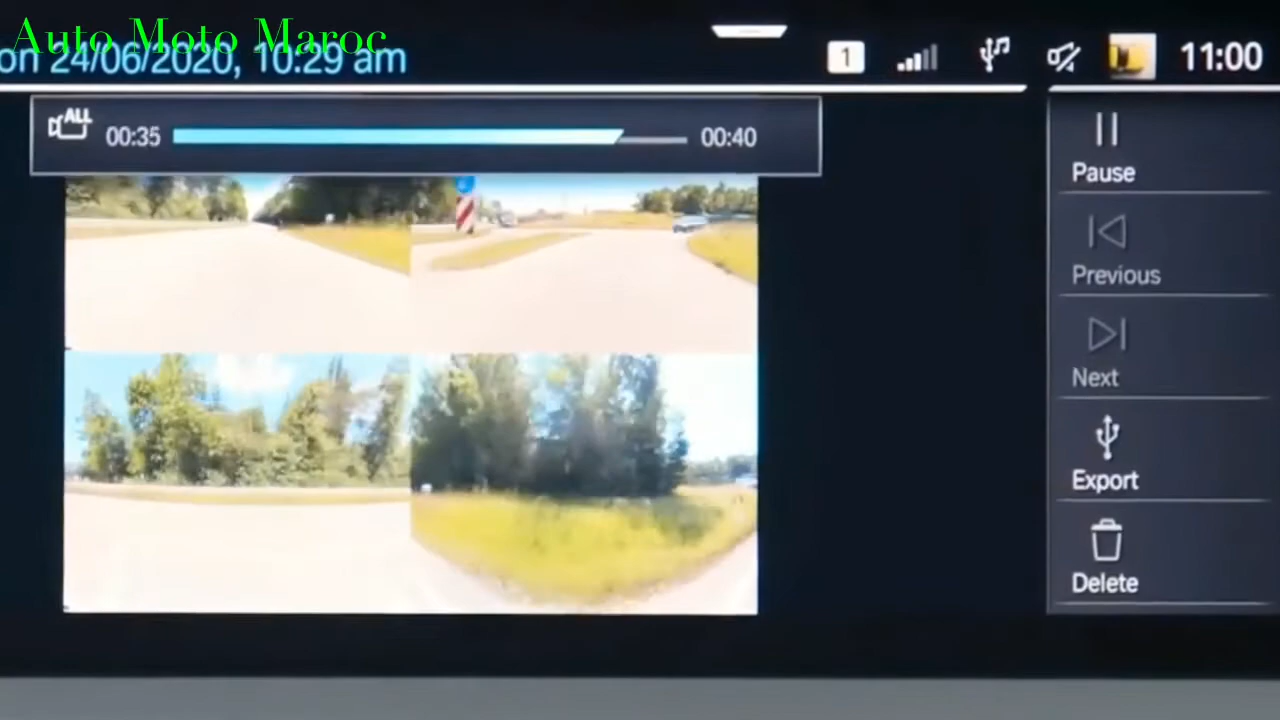 Auto Moto Maroc
on 24/06/2020, 10:29 am
1
11:00
ALL
00:35
00:40
Pause
Previous
Next
Export
Delete